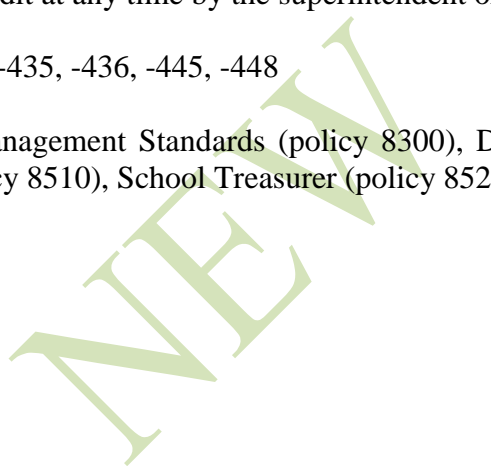 dit at any time by the superintendent o
-435, -436, -445, -448
nagement Standards (policy 8300), D
cy 8510), School Treasurer (policy 852
NEW